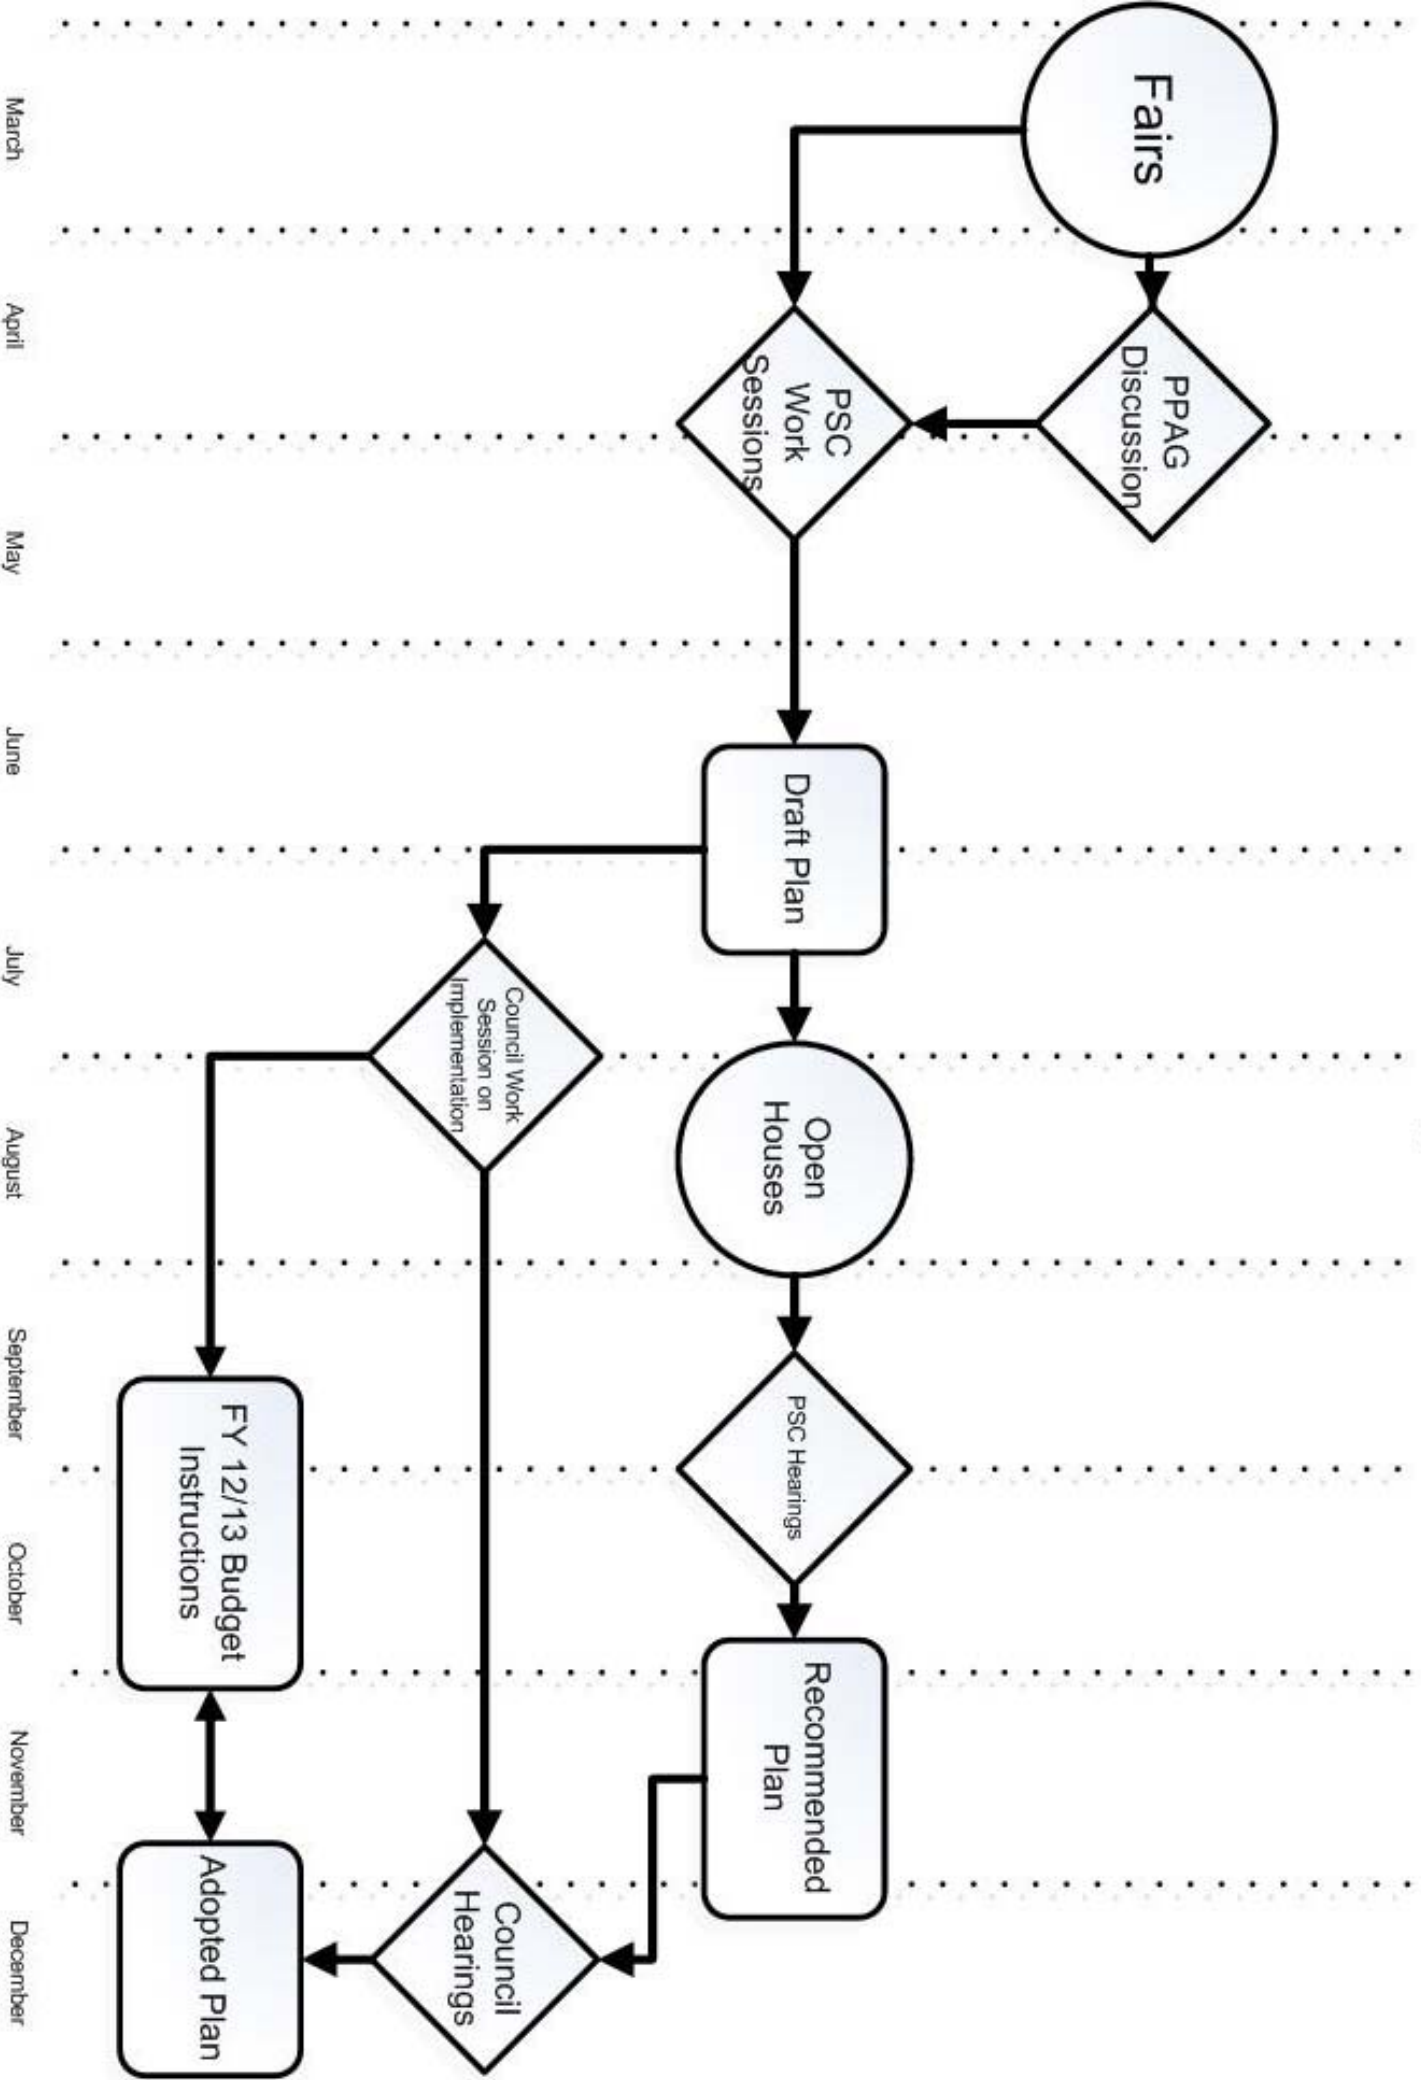 Fairs
PPAG
Discussion
PSC
Work
Sessions
Draft Plan
Open
Houses
PSC Hearings
Recommended
Plan
Council Work
Session on
Implementation
Council
Hearings
FY 12/13 Budget
Instructions
Adopted Plan
March
April
May
June
July
August
September
October
November
December